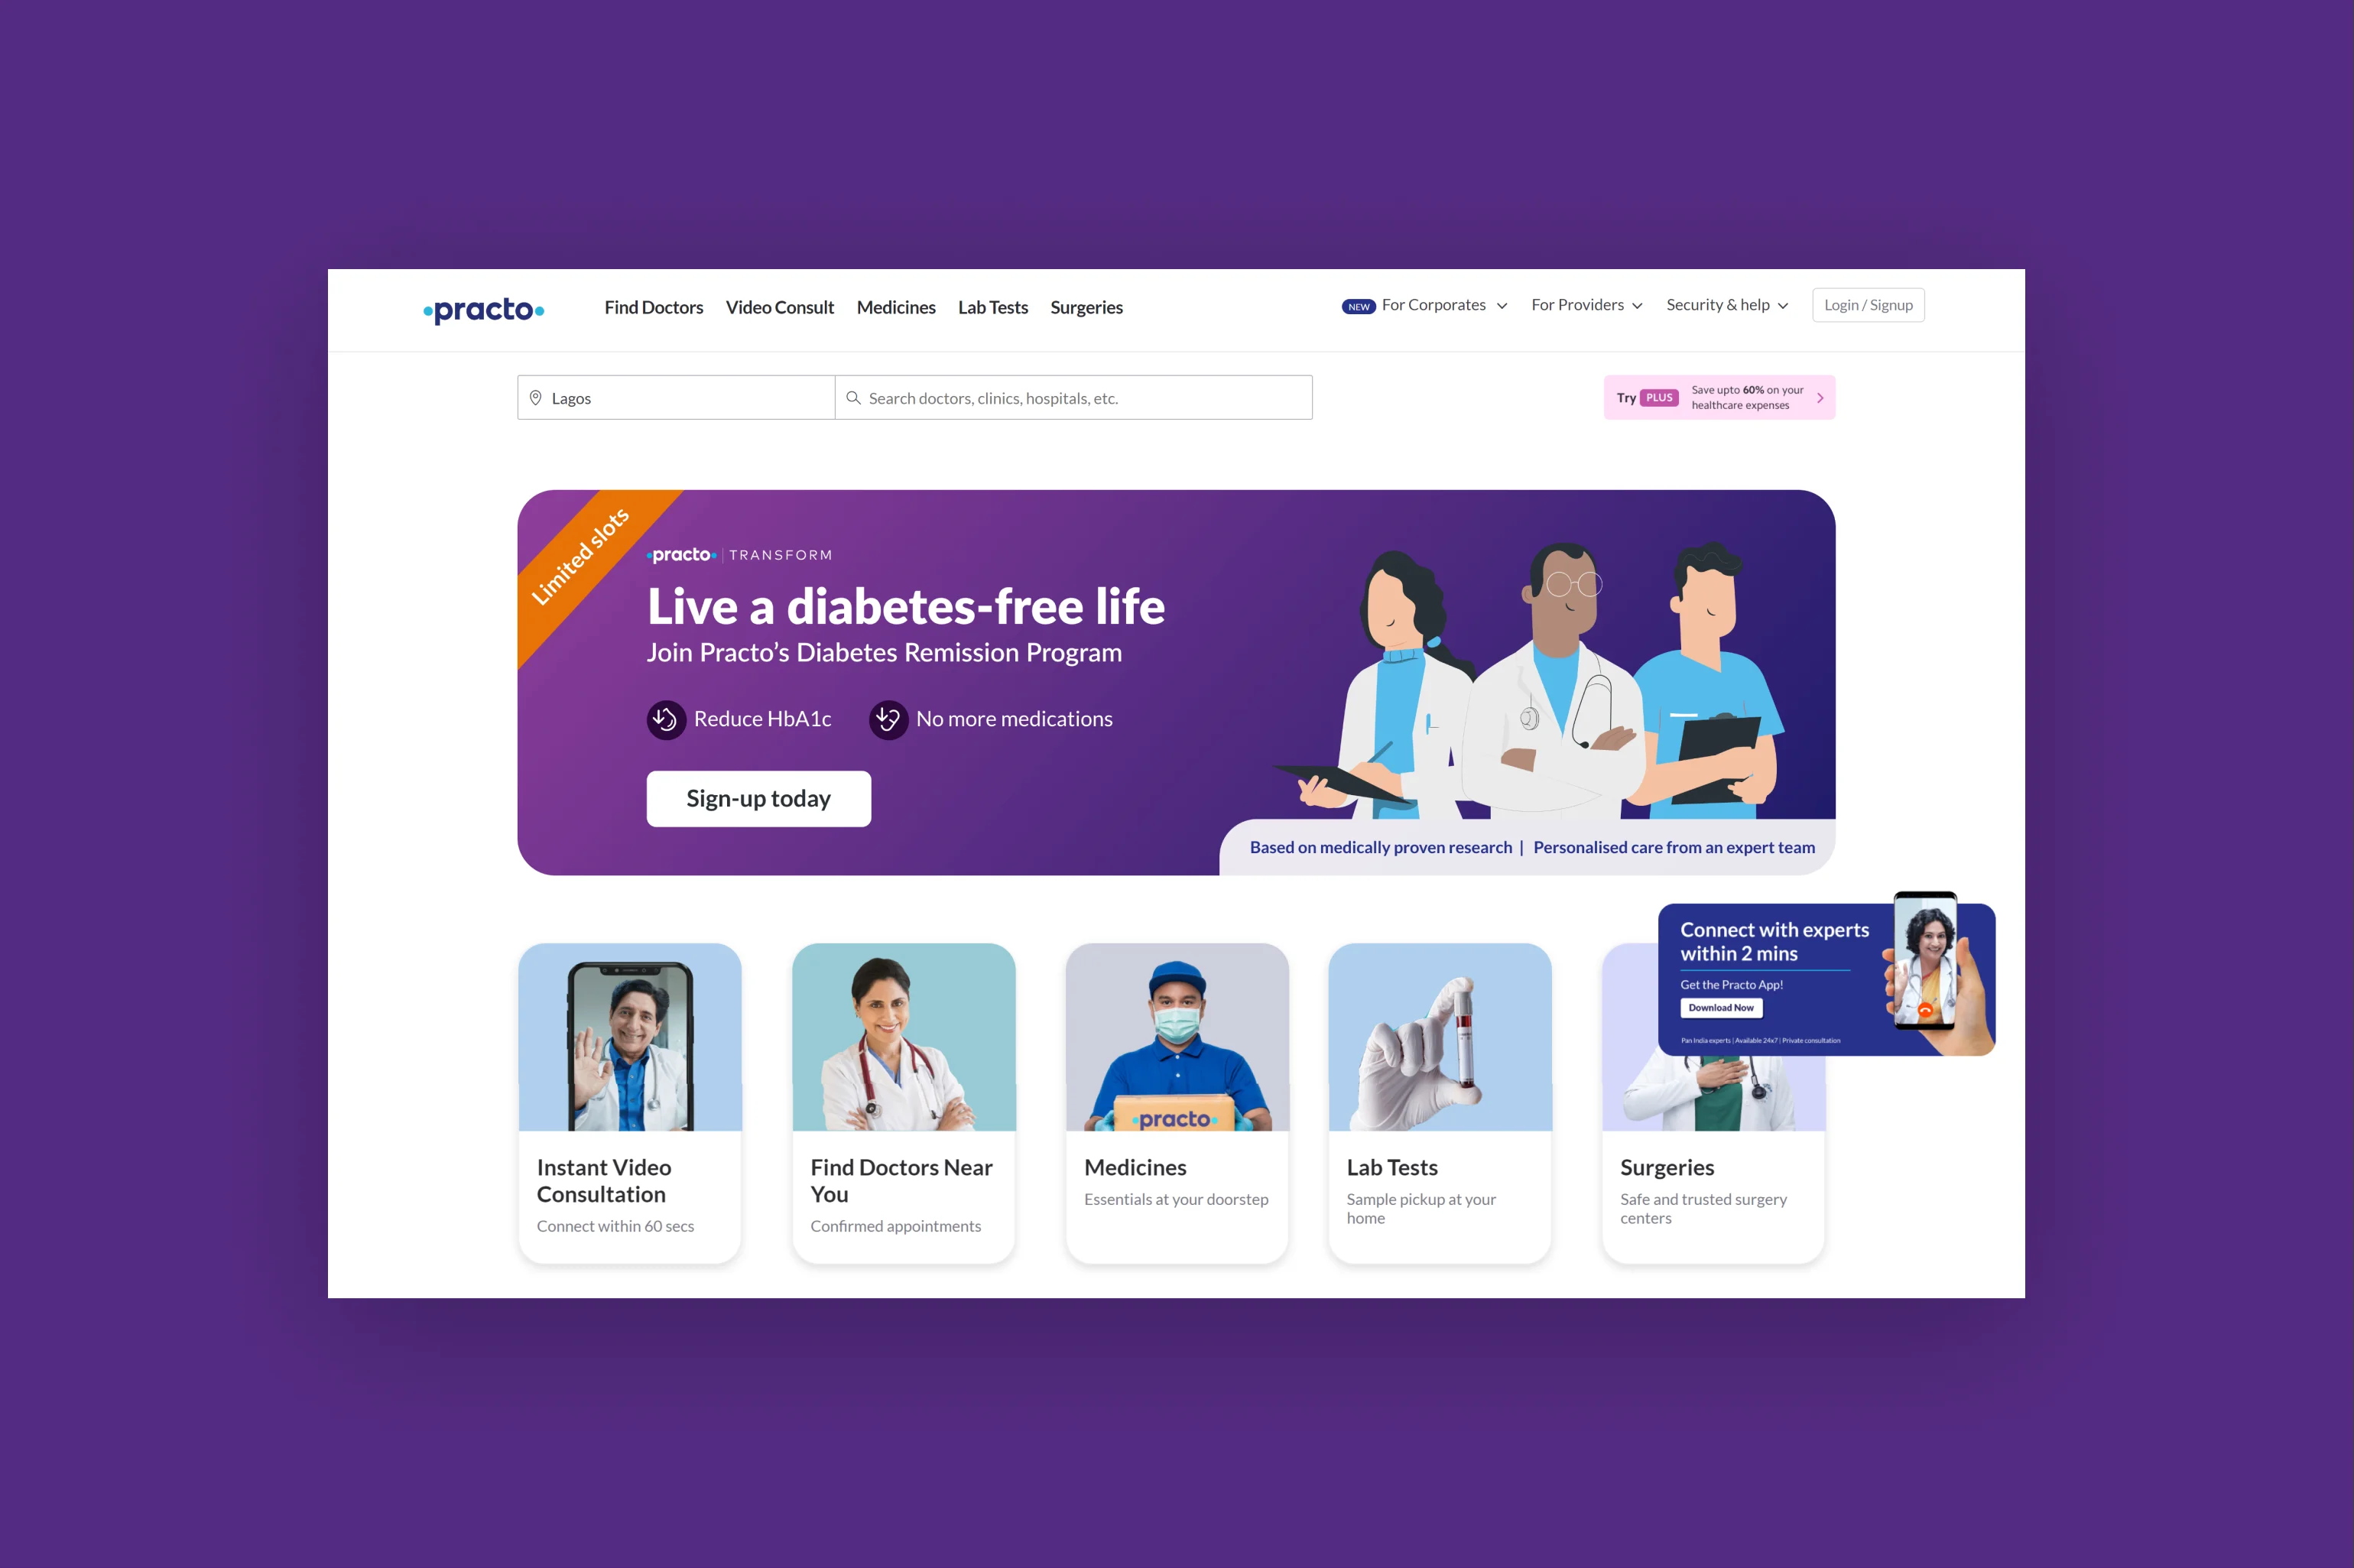 practo
Find Doctors
Video Consult
Medicines
Lab Tests
Surgeries
NEW For Corporates
For Providers
Security & help
Login / Signup
Lagos
Search doctors, clinics, hospitals, etc.
Try PLUS
Save upto 60% on your
healthcare expenses
Limited slots
practo | TRANSFORM
Live a diabetes-free life
Join Practo’s Diabetes Remission Program
Reduce HbA1c
No more medications
Sign-up today
Based on medically proven research | Personalised care from an expert team
Connect with experts
within 2 mins
Get the Practo App!
Download Now
Pan India experts | Available 24x7 | Private consultation
practo
Instant Video
Consultation
Connect within 60 secs
Find Doctors Near
You
Confirmed appointments
Medicines
Essentials at your doorstep
Lab Tests
Sample pickup at your
home
Surgeries
Safe and trusted surgery
centers